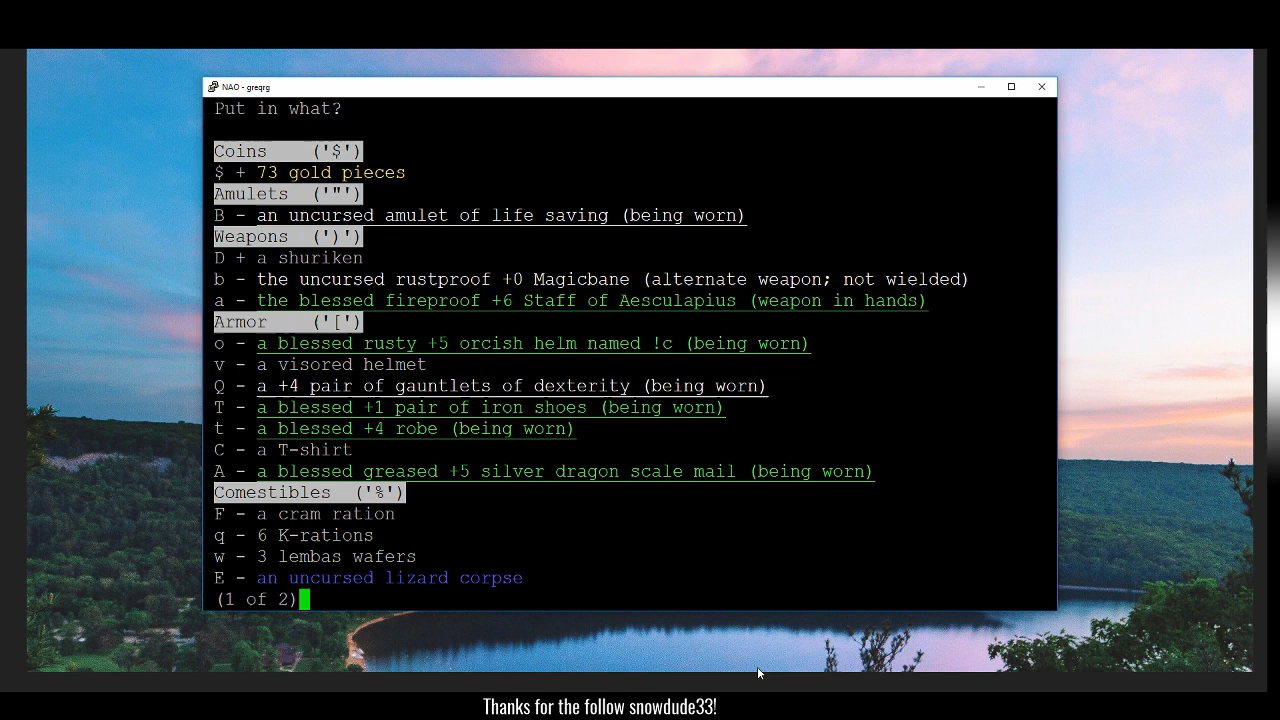 NAO - greqrg
Put in what?
Coins    ('$')
$ + 73 gold pieces
Amulets  ('"')
B - an uncursed amulet of life saving (being worn)
Weapons  (')')
D + a shuriken
b - the uncursed rustproof +0 Magicbane (alternate weapon; not wielded)
a - the blessed fireproof +6 Staff of Aesculapius (weapon in hands)
Armor    ('[')
o - a blessed rusty +5 orcish helm named !c (being worn)
v - a visored helmet
Q - a +4 pair of gauntlets of dexterity (being worn)
T - a blessed +1 pair of iron shoes (being worn)
t - a blessed +4 robe (being worn)
C - a T-shirt
A - a blessed greased +5 silver dragon scale mail (being worn)
Comestibles  ('%')
F - a cram ration
q - 6 K-rations
w - 3 lembas wafers
E - an uncursed lizard corpse
(1 of 2)
Thanks for the follow snowdude33!